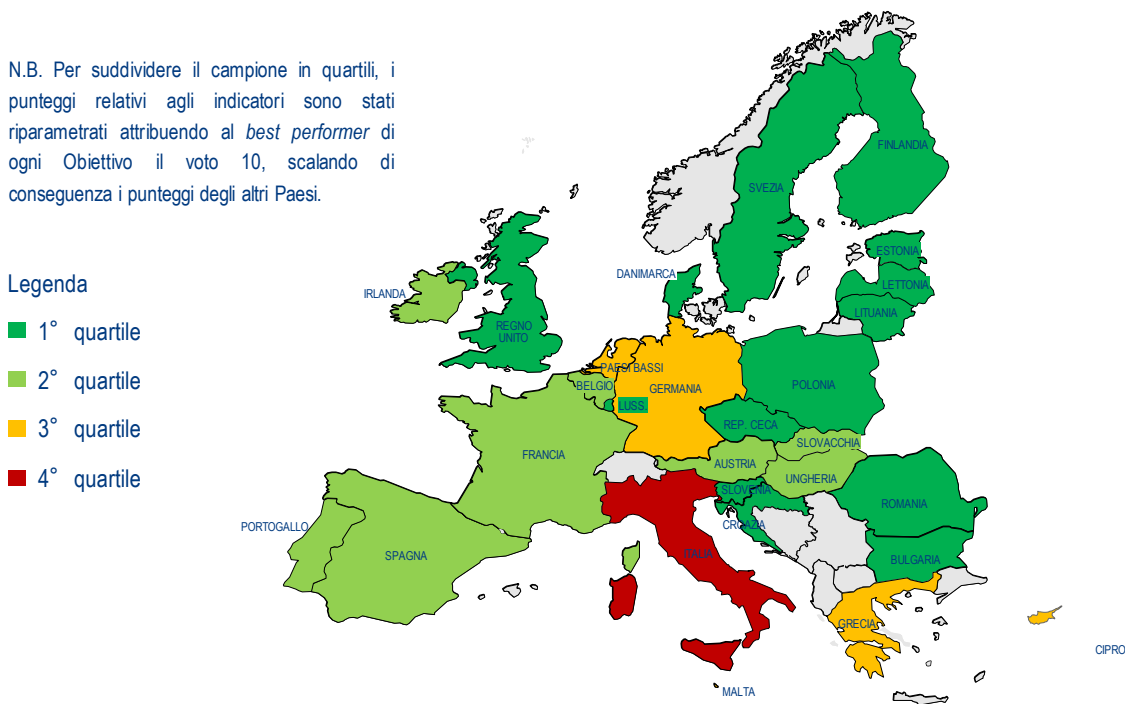 N.B. Per suddividere il campione in quartili, i
punteggi relativi agli indicatori sono stati
riparametrati attribuendo al best performer di
ogni Obiettivo il voto 10, scalando di
conseguenza i punteggi degli altri Paesi.
Legenda
1° quartile
2° quartile
3° quartile
4° quartile
FINLANDIA
SVEZIA
ESTONIA
DANIMARCA
LETTONIA
IRLANDA
LITUANIA
REGNO
UNITO
PAESI BASSI
BELGIO
GERMANIA
POLONIA
LUSS.
REP. CECA
SLOVACCHIA
FRANCIA
AUSTRIA
UNGHERIA
SLOVENIA
ROMANIA
PORTOGALLO
CROAZIA
SPAGNA
ITALIA
BULGARIA
GRECIA
CIPRO
MALTA